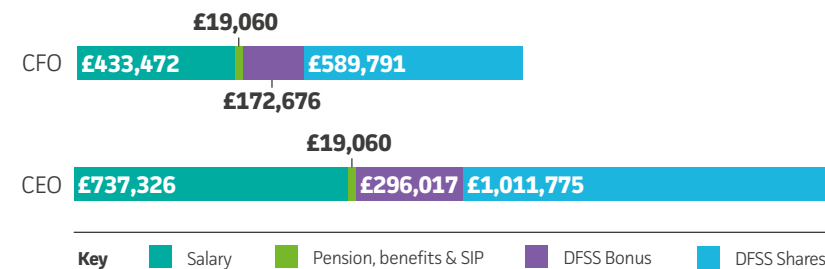 £19,060
CFO £433,472 £589,791
£172,676
£19,060
CEO £737,326 £296,017 £1,011,775
Key Salary Pension, benefits & SIP DFSS Bonus DFSS Shares